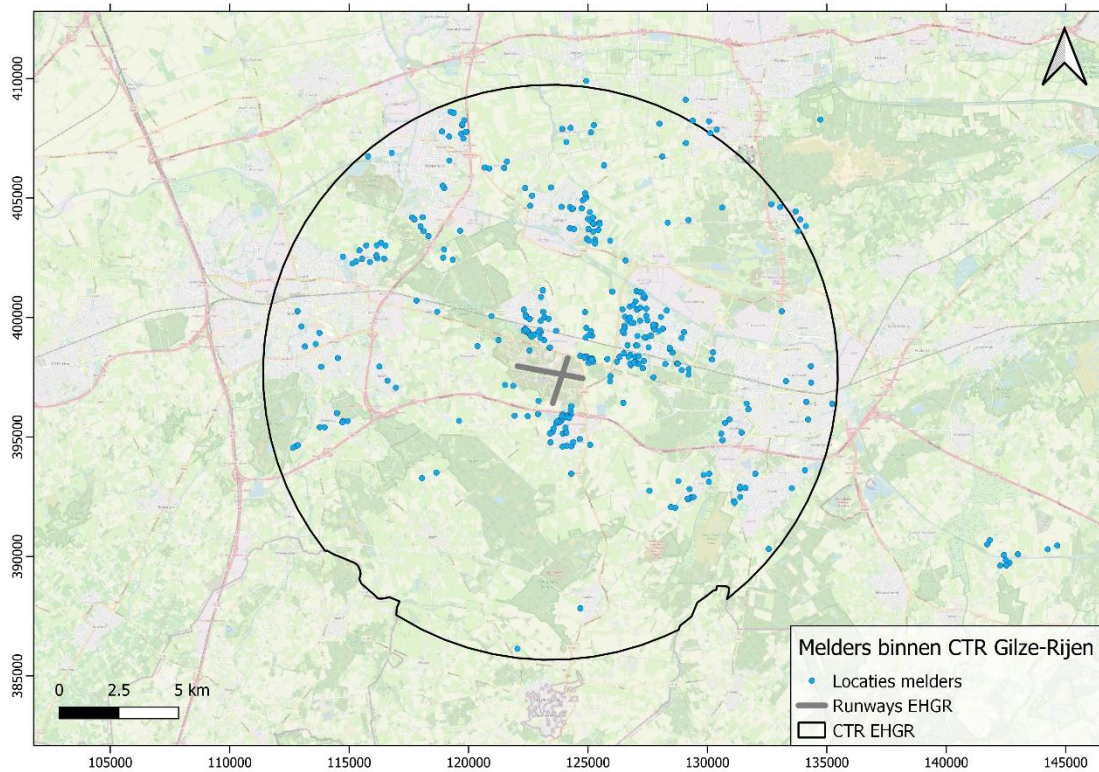 410000
405000
400000
395000
390000
385000
0 2.5 5 km
Melders binnen CTR Gilze-Rijen
Locaties melders
Runways EHGR
CTR EHGR
105000 110000 115000 120000 125000 130000 135000 140000 145000